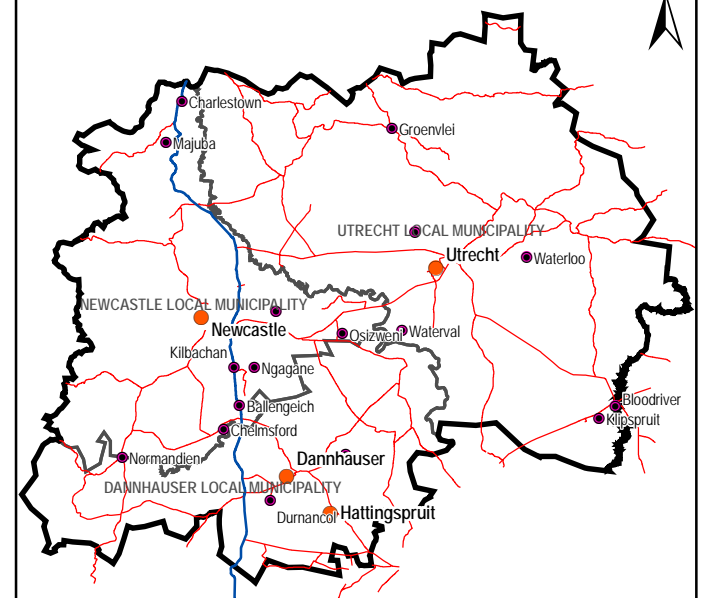 Charlestown
Groenvlei
Majuba
UTRECHT LOCAL MUNICIPALITY
Utrecht
Waterloo
NEWCASTLE LOCAL MUNICIPALITY
Newcastle
Osizweni
Waterval
Kilbachan
Ngagane
Bloodriver
Ballengeich
Klipspruit
Chelmsford
Normandien
Dannhauser
DANNHAUSER LOCAL MUNICIPALITY
Durnancol
Hattingspruit